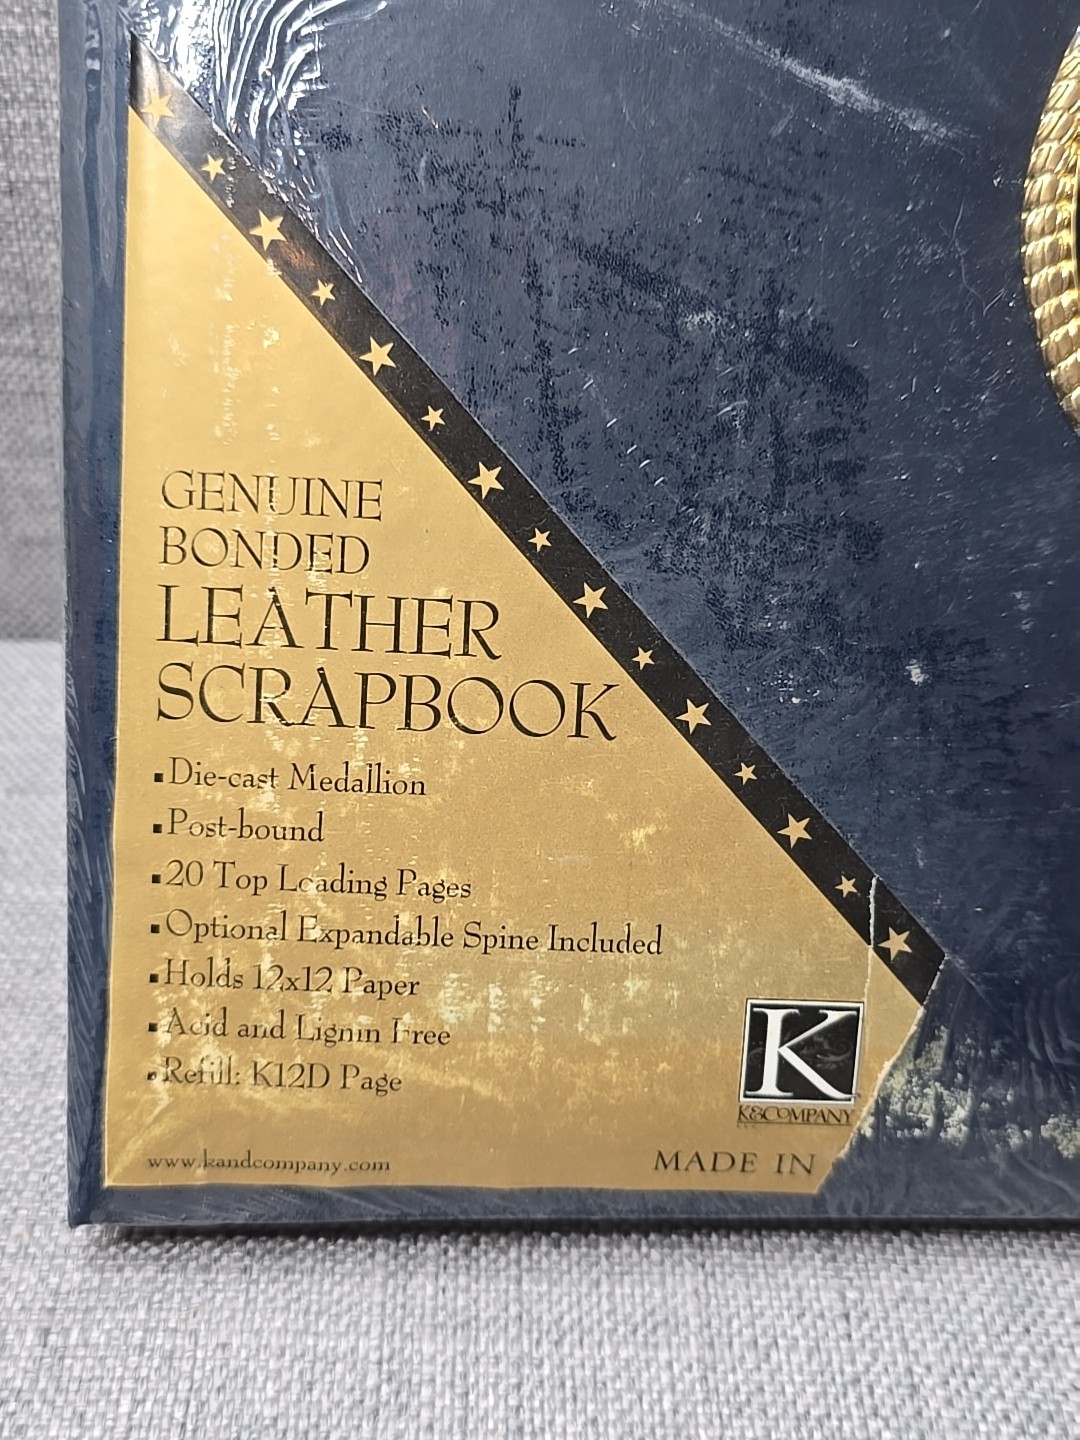 GENUINE
BONDED
LEATHER
SCRAPBOOK
▪Die-cast Medallion
▪Post-bound
▪20 Top Loading Pages
▪Optional Expandable Spine Included
▪Holds 12x12 Paper
▪Acid and Lignin Free
▪Refill: K12D Page
K
K&COMPANY
www.kandcompany.com
MADE IN